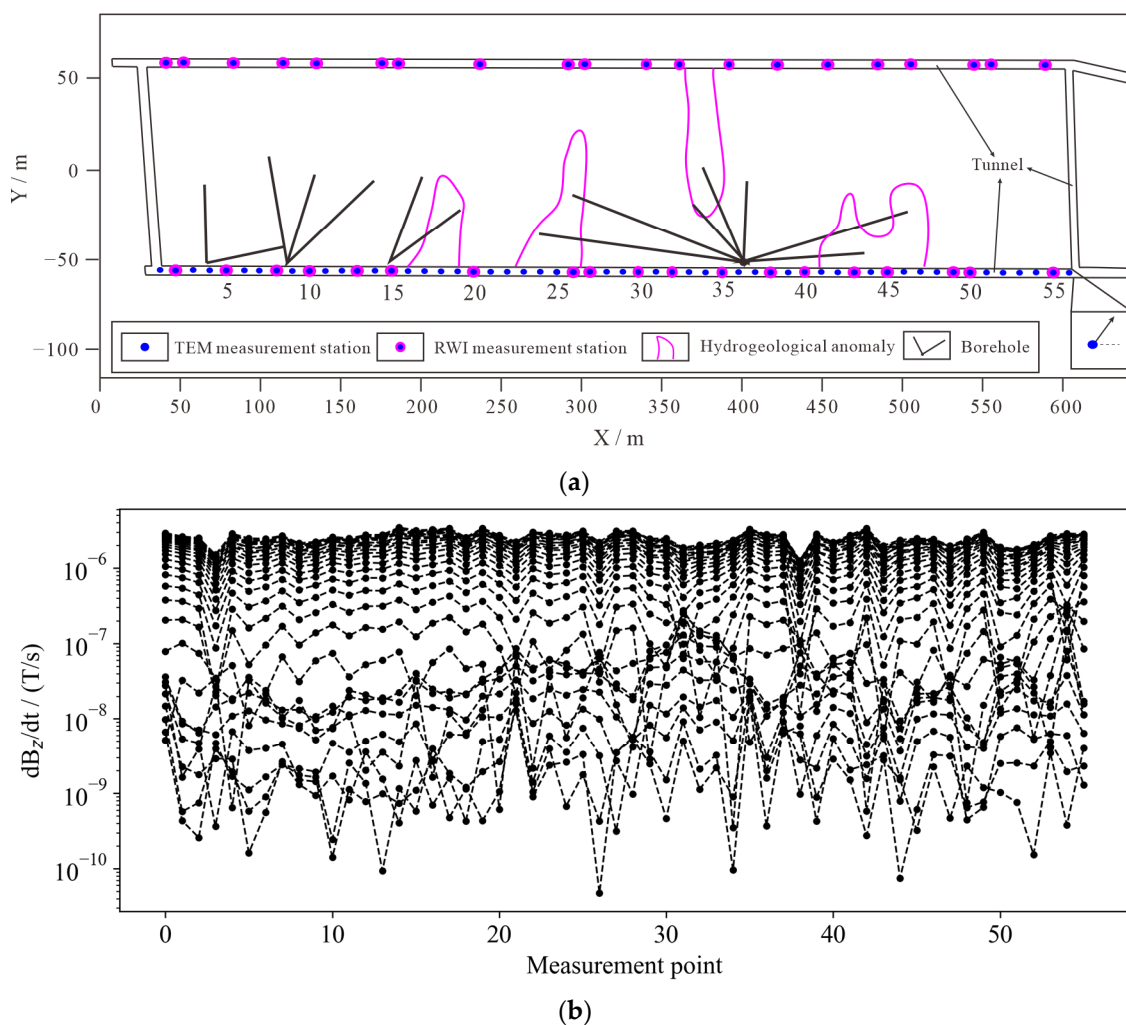 50
0
−50
−100
Y / m
Tunnel
5 10 15 20 25 30 35 40 45 50 55
TEM measurement station RWI measurement station Hydrogeological anomaly Borehole
0 50 100 150 200 250 300 350 400 450 500 550 600
X / m
(a)
10⁻⁶
10⁻⁷
10⁻⁸
10⁻⁹
10⁻¹⁰
dBz/dt / (T/s)
0 10 20 30 40 50
Measurement point
(b)